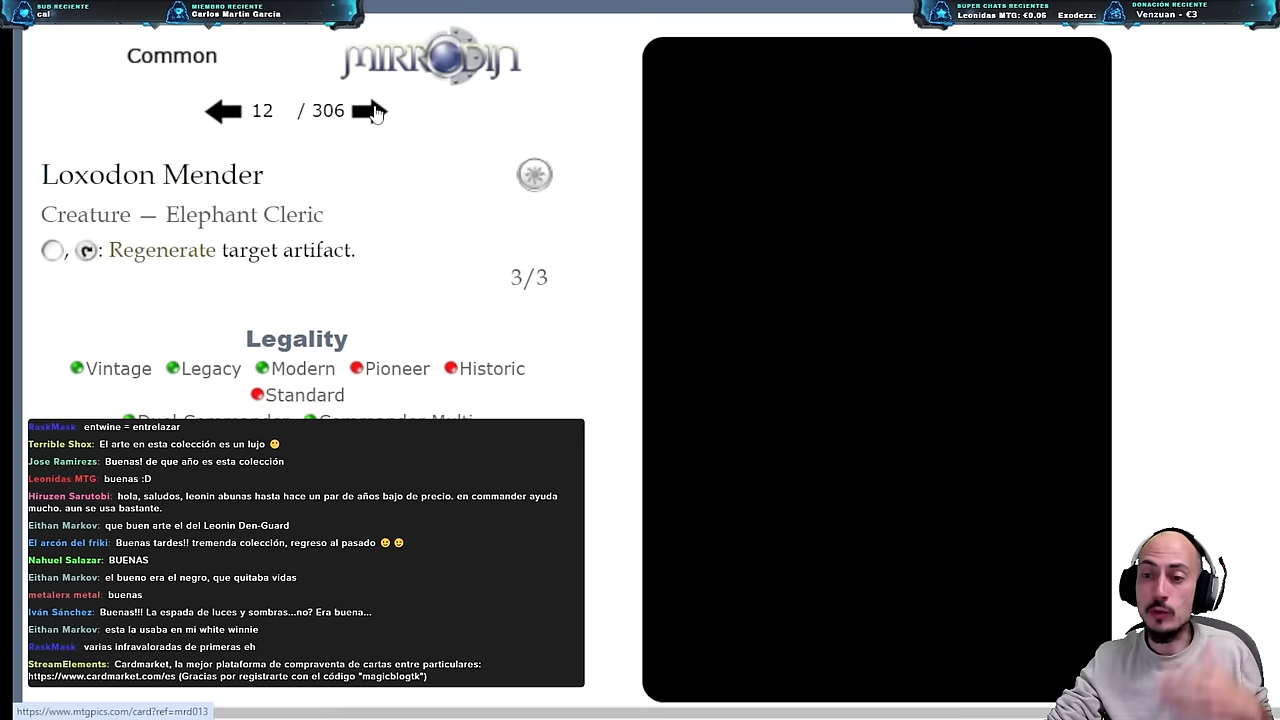 SUB RECIENTE
cal
MIEMBRO RECIENTE
Carlos Martin Garcia
SUPER CHATS RECIENTES
Leonidas MTG: €0.05 Exodezx:
DONACIÓN RECIENTE
Venzuan - €3
Common
MIRRODIN
12 / 306
Loxodon Mender
Creature — Elephant Cleric
, : Regenerate target artifact.
3/3
Legality
Vintage Legacy Modern Pioneer Historic
Standard
Duel Commander Commander Multi
RaskMask: entwine = entrelazar
Terrible Shox: El arte en esta colección es un lujo
Jose Ramirezs: Buenas! de que año es esta colección
Leonidas MTG: buenas :D
Hiruzen Sarutobi: hola, saludos, leonin abunas hasta hace un par de años bajo de precio. en commander ayuda
mucho. aun se usa bastante.
Eithan Markov: que buen arte el del Leonin Den-Guard
El arcón del friki: Buenas tardes!! tremenda colección, regreso al pasado
Nahuel Salazar: BUENAS
Eithan Markov: el bueno era el negro, que quitaba vidas
metalerx metal: buenas
Iván Sánchez: Buenas!!! La espada de luces y sombras...no? Era buena...
Eithan Markov: esta la usaba en mi white winnie
RaskMask: varias infravaloradas de primeras eh
StreamElements: Cardmarket, la mejor plataforma de compraventa de cartas entre particulares:
https://www.cardmarket.com/es (Gracias por registrarte con el código "magicblogtk")
https://www.mtgpics.com/card?ref=mrd013